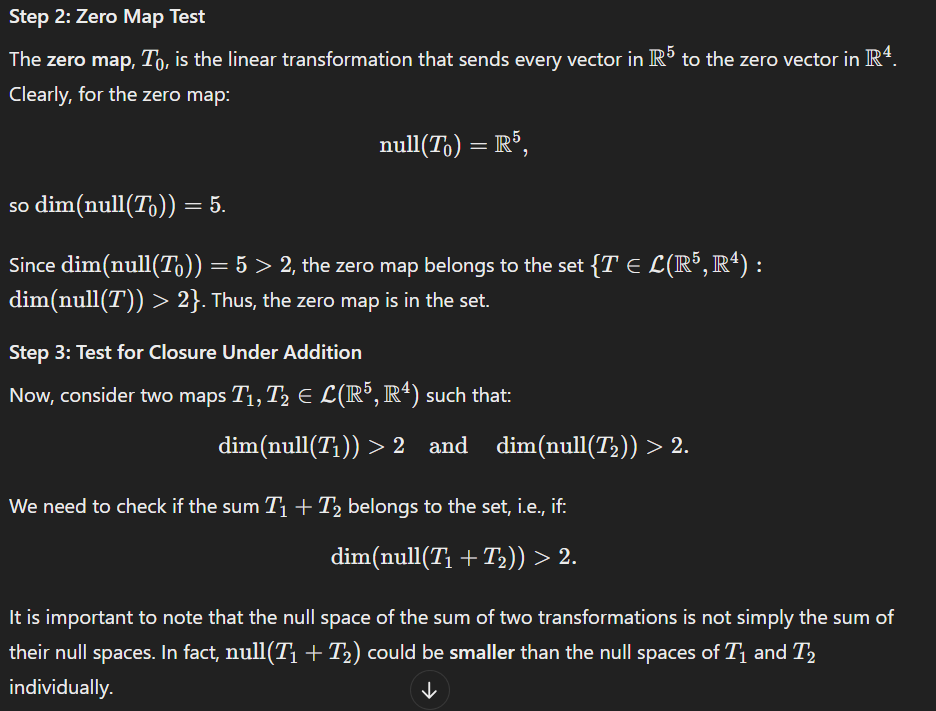 Step 2: Zero Map Test
The zero map, T₀, is the linear transformation that sends every vector in ℝ⁵ to the zero vector in ℝ⁴.
Clearly, for the zero map:
null(T₀) = ℝ⁵,
so dim(null(T₀)) = 5.
Since dim(null(T₀)) = 5 > 2, the zero map belongs to the set {T ∈ ℒ(ℝ⁵, ℝ⁴) :
dim(null(T)) > 2}. Thus, the zero map is in the set.
Step 3: Test for Closure Under Addition
Now, consider two maps T₁, T₂ ∈ ℒ(ℝ⁵, ℝ⁴) such that:
dim(null(T₁)) > 2 and dim(null(T₂)) > 2.
We need to check if the sum T₁ + T₂ belongs to the set, i.e., if:
dim(null(T₁ + T₂)) > 2.
It is important to note that the null space of the sum of two transformations is not simply the sum of
their null spaces. In fact, null(T₁ + T₂) could be smaller than the null spaces of T₁ and T₂
individually.